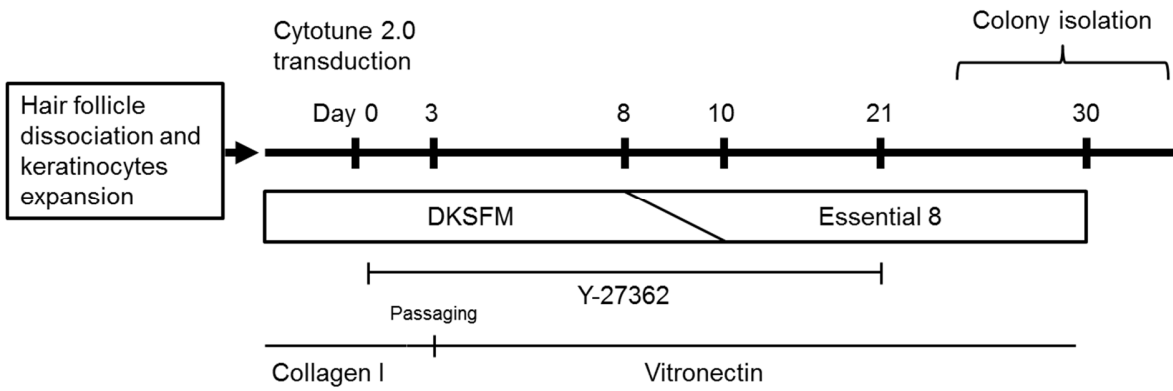 Cytotune 2.0
transduction
Colony isolation
Hair follicle
dissociation and
keratinocytes
expansion
Day 0 3 8 10 21 30
DKSFM Essential 8
Y-27362
Passaging
Collagen I Vitronectin